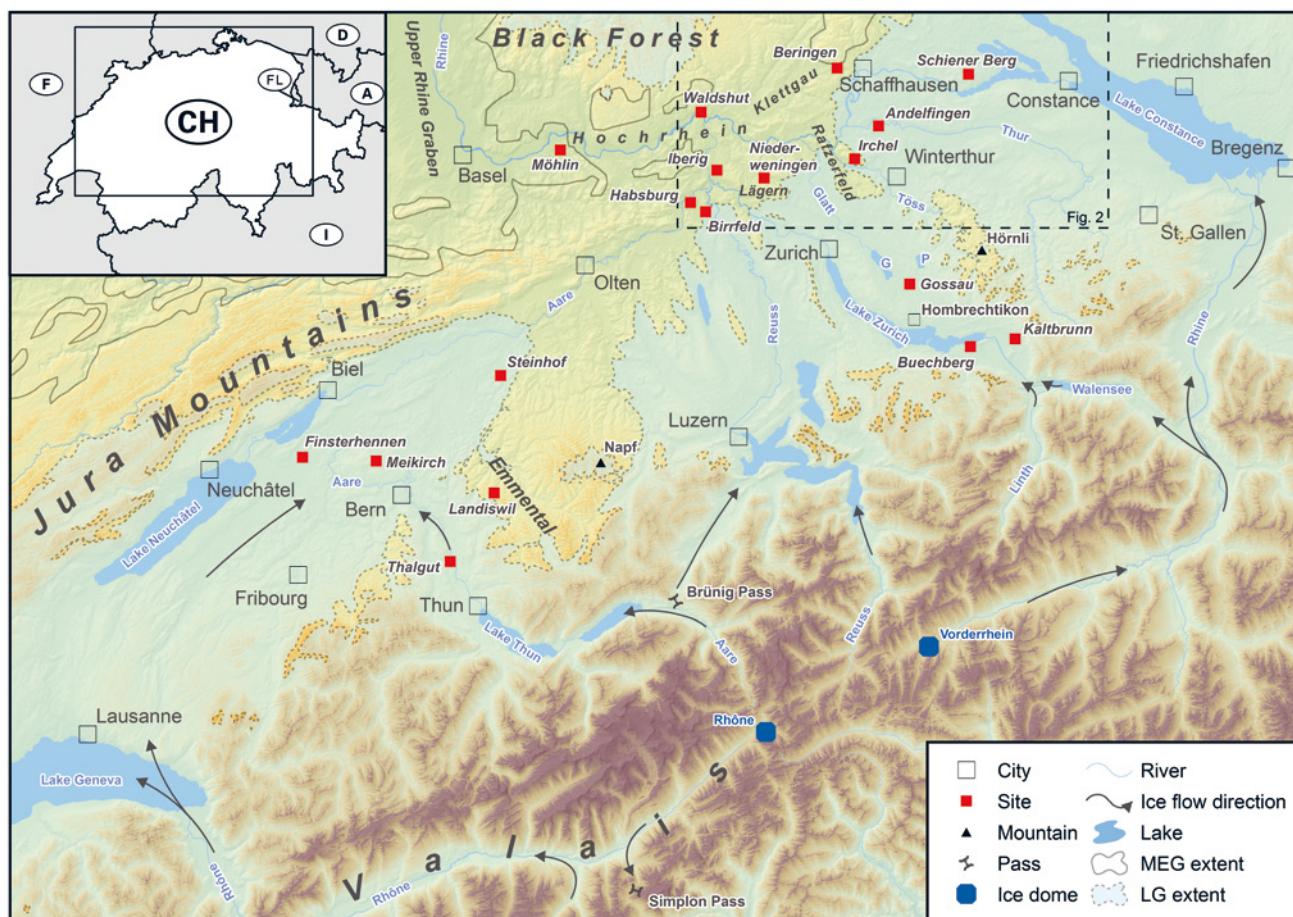 D
F
FL
A
CH
I
Black Forest
Upper Rhine Graben
Rhine
Beringen
Klettgau
Schaffhausen
Schiener Berg
Constance
Friedrichshafen
Lake Constance
Waldshut
Hochrhein
Andelfingen
Thur
Rafzerfeld
Irchel
Bregenz
Basel
Möhlin
Iberig
Nieder-
weningen
Winterthur
Lägern
Habsburg
Birrfeld
Glatt
Töss
Fig. 2
St. Gallen
Olten
Zurich
Hörnli
G
P
Gossau
Aare
Reuss
Hombrechtikon
Lake Zurich
Kaltbrunn
Rhine
Jura Mountains
Biel
Steinhof
Buechberg
Walensee
Luzern
Finsterhennen
Meikirch
Napf
Neuchâtel
Aare
Bern
Landiswil
Emmental
Linth
Lake Neuchâtel
Thalgut
Fribourg
Thun
Brünig Pass
Lake Thun
Aare
Reuss
Vorderrhein
Lausanne
Rhône
Lake Geneva
Valais
Rhône
Rhône
Simplon Pass
City
River
Site
Ice flow direction
Mountain
Lake
Pass
MEG extent
Ice dome
LG extent